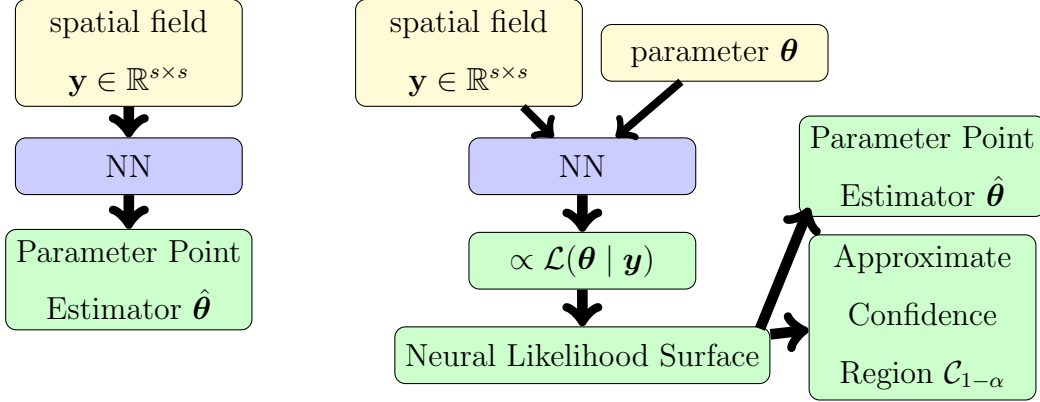 spatial field
𝐲 ∈ ℝ^{s×s}
NN
Parameter Point
Estimator 𝜽̂
spatial field
𝐲 ∈ ℝ^{s×s}
parameter 𝜽
NN
∝ 𝓛(𝜽 | 𝒚)
Neural Likelihood Surface
Parameter Point
Estimator 𝜽̂
Approximate
Confidence
Region 𝒞_{1−α}